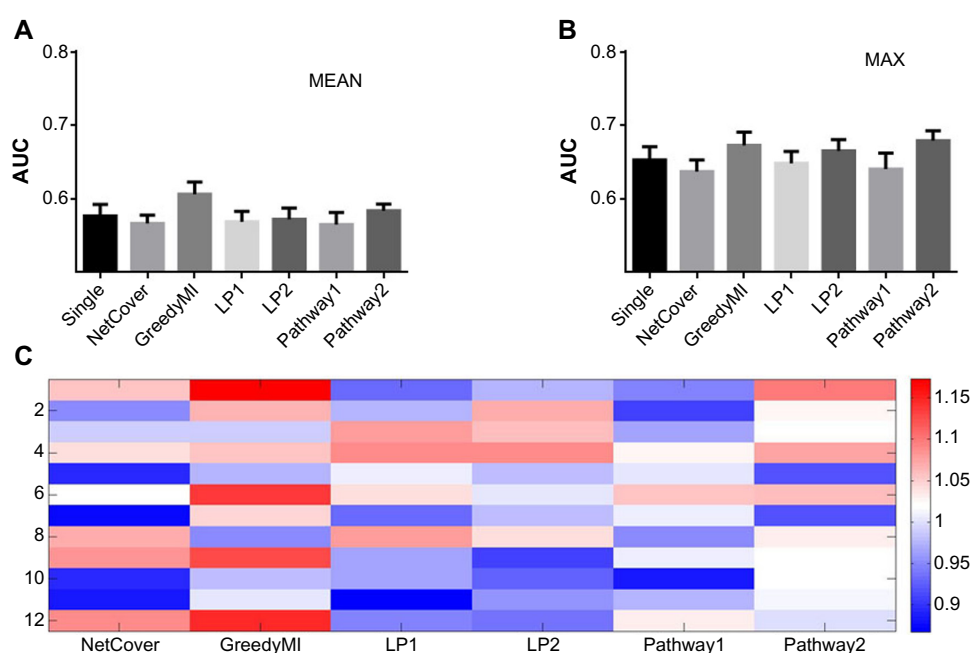 A
0.8
0.7
0.6
AUC
MEAN
Single
NetCover
GreedyMI
LP1
LP2
Pathway1
Pathway2
B
0.8
0.7
0.6
AUC
MAX
Single
NetCover
GreedyMI
LP1
LP2
Pathway1
Pathway2
C
2
4
6
8
10
12
NetCover GreedyMI LP1 LP2 Pathway1 Pathway2
1.15
1.1
1.05
1
0.95
0.9